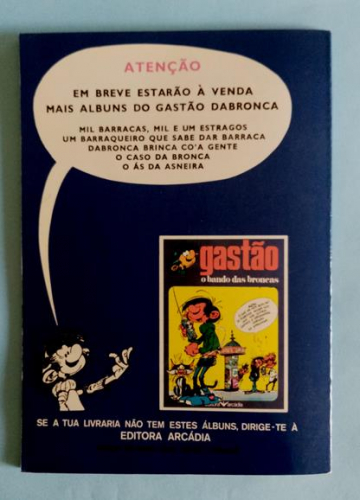 ATENÇÃO
EM BREVE ESTARÃO À VENDA
MAIS ALBUNS DO GASTÃO DABRONCA
MIL BARRACAS, MIL E UM ESTRAGOS
UM BARRAQUEIRO QUE SABE DAR BARRACA
DABRONCA BRINCA CO'A GENTE
O CASO DA BRONCA
O ÁS DA ASNEIRA
gastão
o bando das broncas
arcádia
SE A TUA LIVRARIA NÃO TEM ESTES ÁLBUNS, DIRIGE-TE À
EDITORA ARCÁDIA